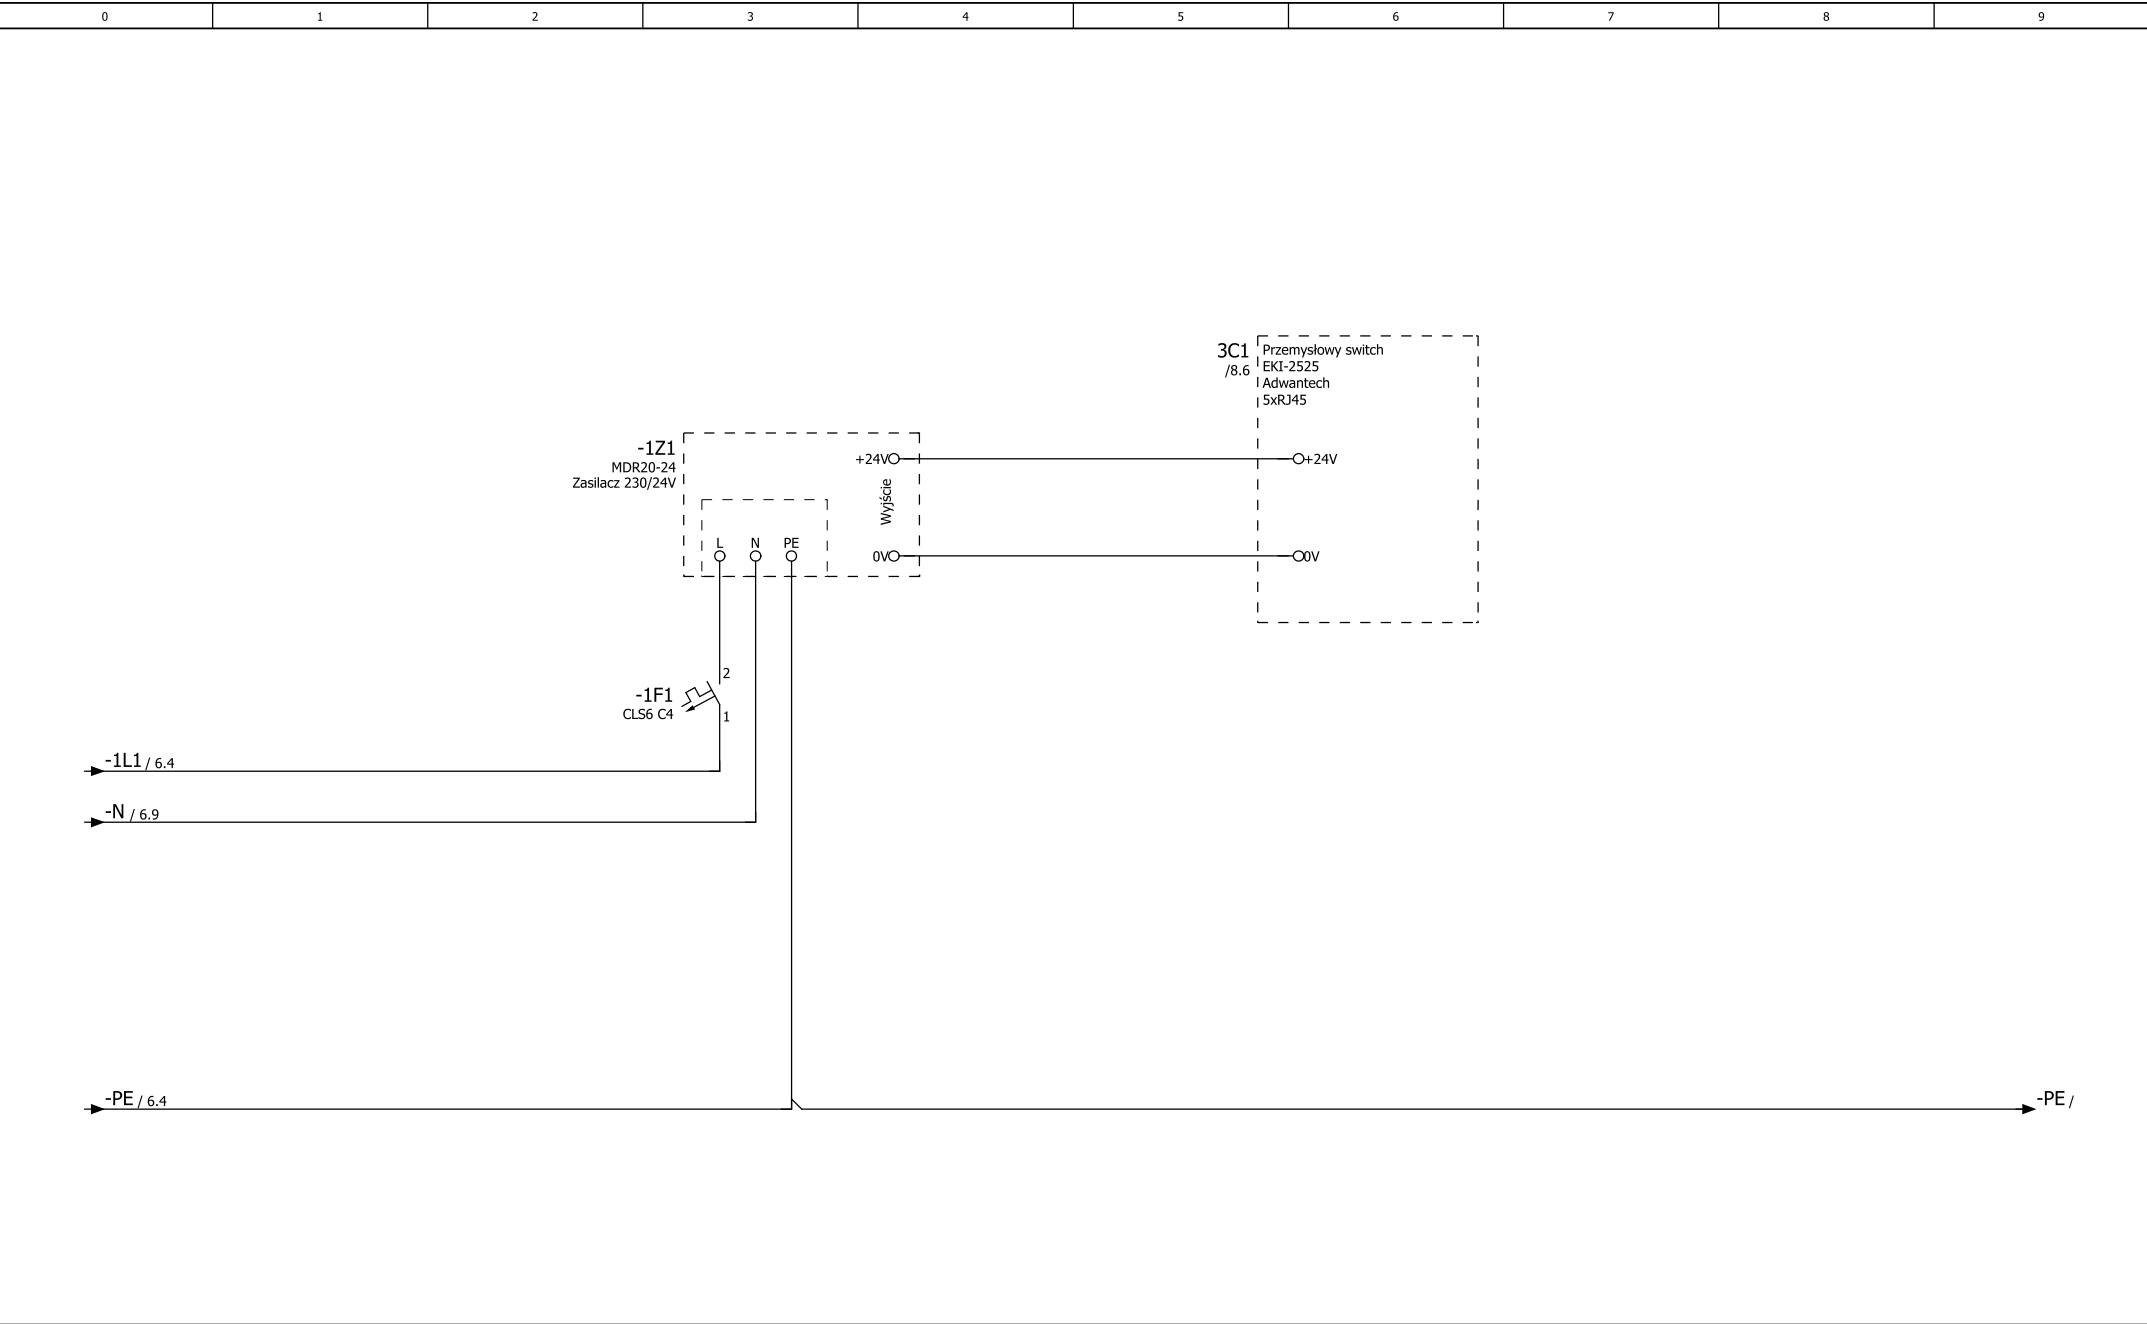 0 1 2 3 4 5 6 7 8 9
3C1
/8.6
Przemysłowy switch
EKI-2525
Adwantech
5xRJ45
-1Z1
MDR20-24
Zasilacz 230/24V
+24V
Wyjście
0V
L N PE
+24V
0V
2
-1F1
CLS6 C4
1
-1L1 / 6.4
-N / 6.9
-PE / 6.4
-PE /